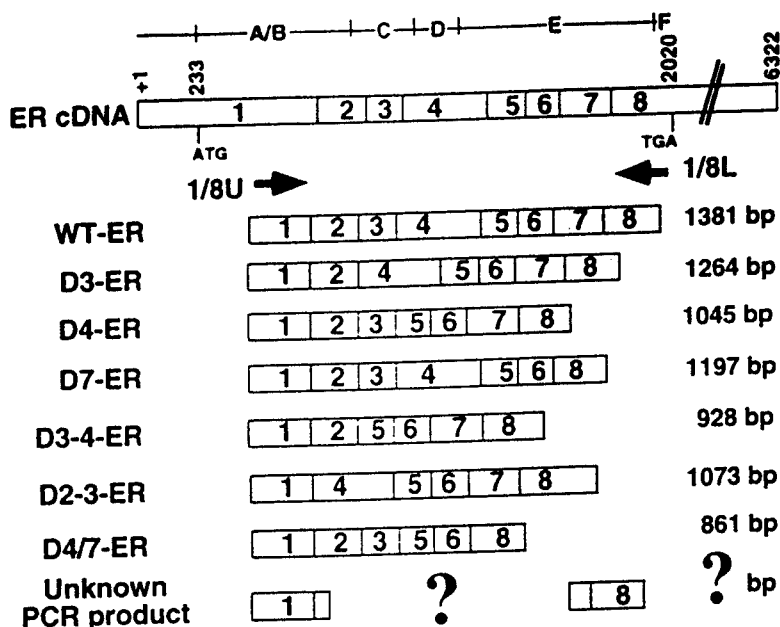 A/B C D E F
+1 233 2020 6322
ER cDNA 1 2 3 4 5 6 7 8
ATG TGA
1/8U 1/8L
WT-ER 1 2 3 4 5 6 7 8 1381 bp
D3-ER 1 2 4 5 6 7 8 1264 bp
D4-ER 1 2 3 5 6 7 8 1045 bp
D7-ER 1 2 3 4 5 6 8 1197 bp
D3-4-ER 1 2 5 6 7 8 928 bp
D2-3-ER 1 4 5 6 7 8 1073 bp
D4/7-ER 1 2 3 5 6 8 861 bp
Unknown
PCR product 1 ? 8 ? bp